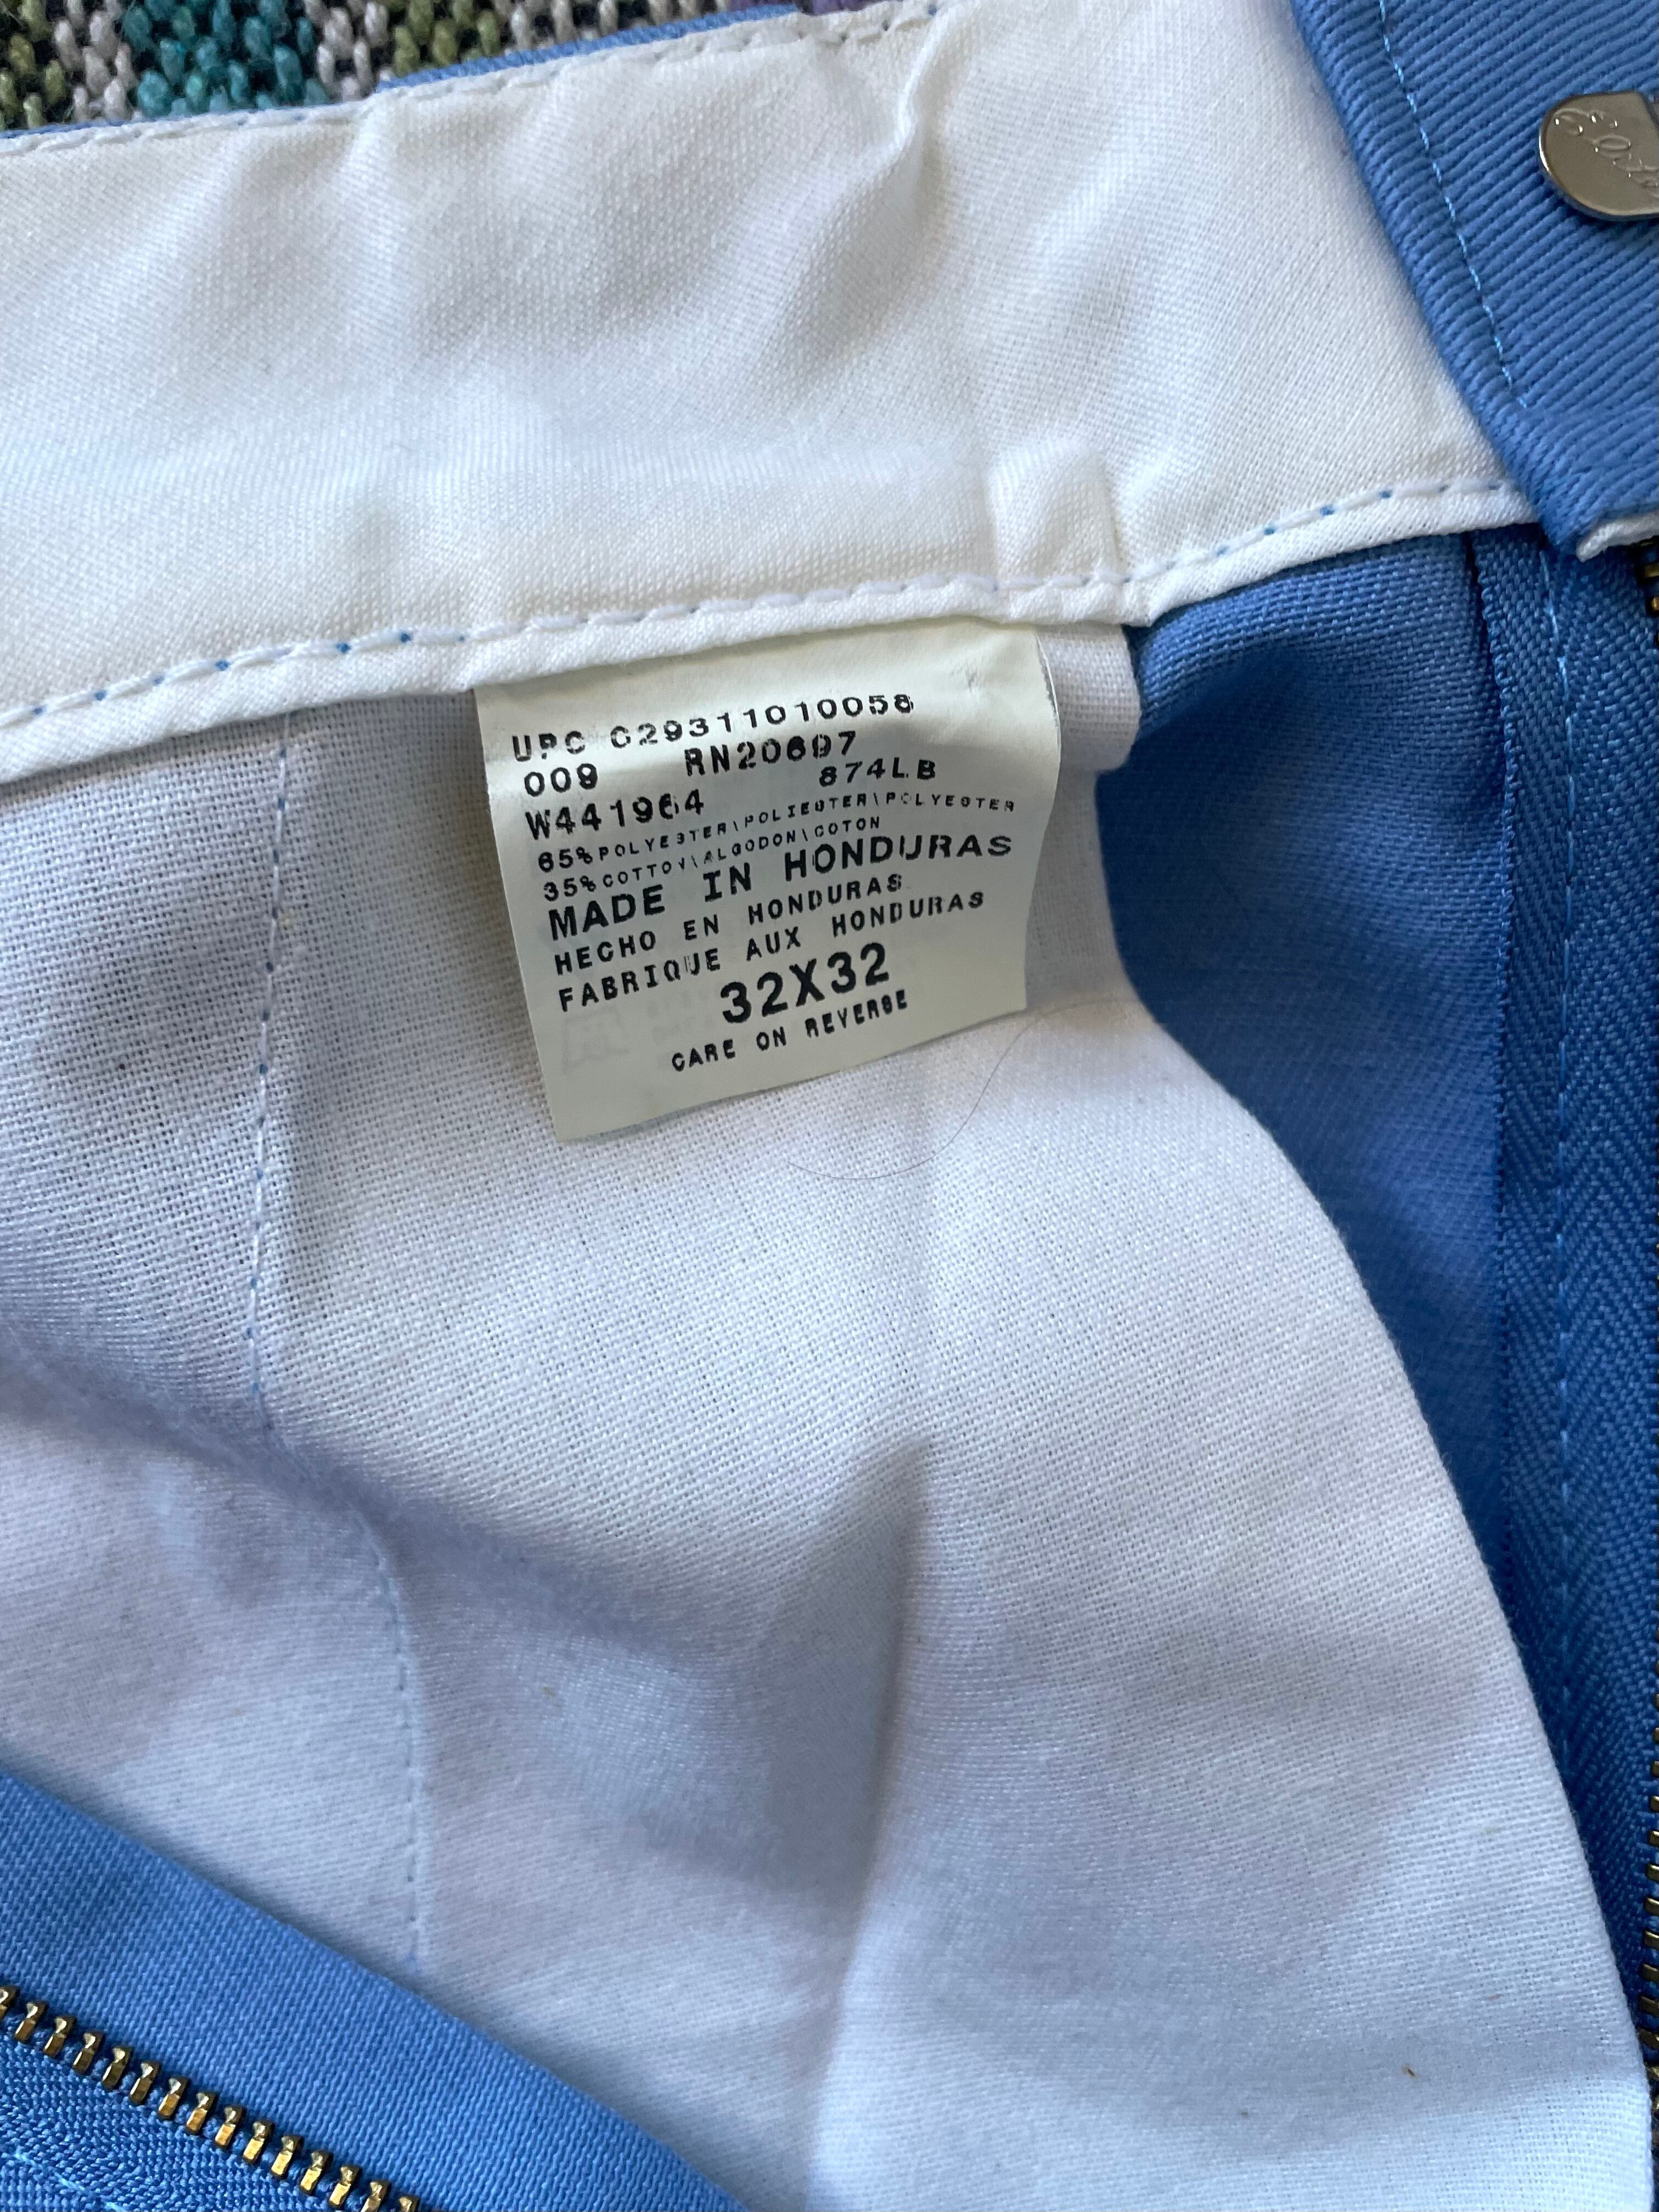 UPC 029311010058
009 RN20697
W441964 874LB
65% POLYESTER\POLIESTER\POLYESTER
35% COTTON\ALGODON\COTON
MADE IN HONDURAS
HECHO EN HONDURAS
FABRIQUE AUX HONDURAS
32X32
CARE ON REVERSE